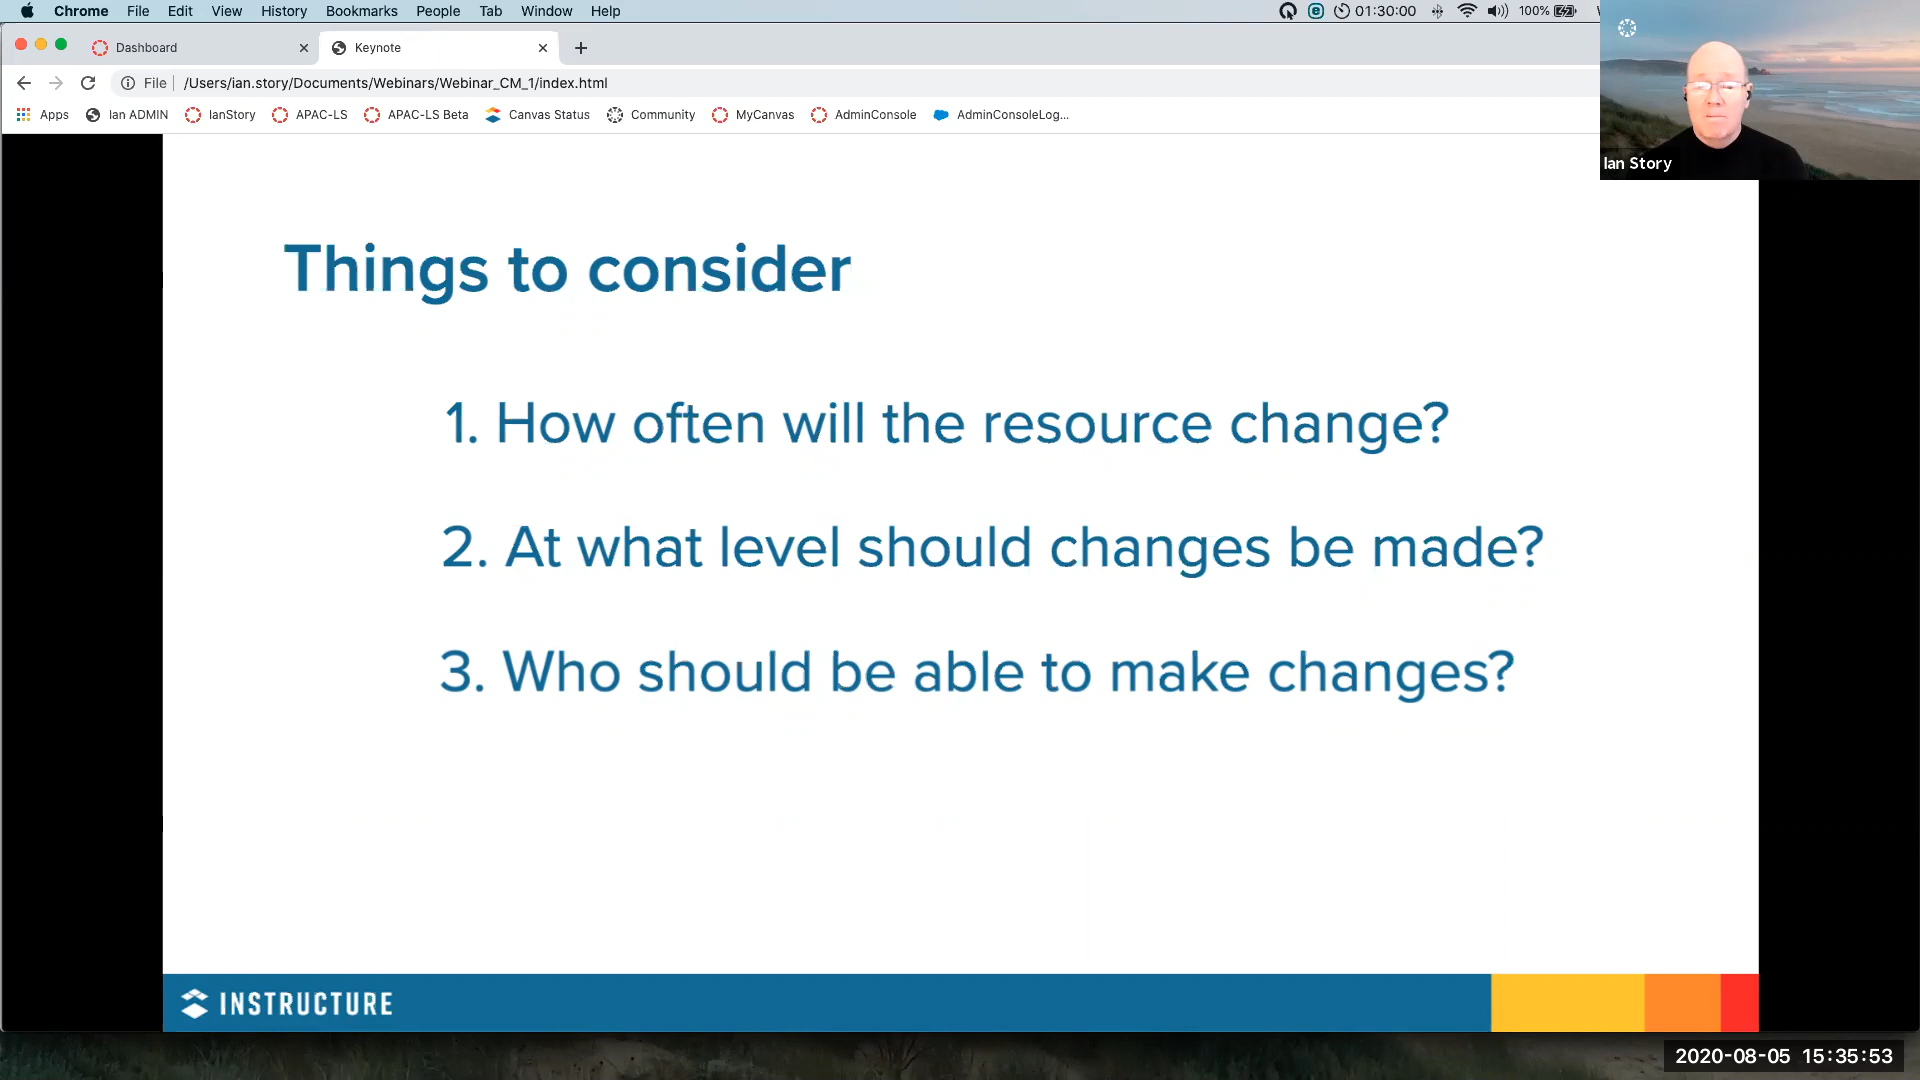 Chrome File Edit View History Bookmarks People Tab Window Help 01:30:00 100%
Dashboard
Keynote
File /Users/ian.story/Documents/Webinars/Webinar_CM_1/index.html
Apps Ian ADMIN IanStory APAC-LS APAC-LS Beta Canvas Status Community MyCanvas AdminConsole AdminConsoleLog...
Ian Story
Things to consider
1. How often will the resource change?
2. At what level should changes be made?
3. Who should be able to make changes?
INSTRUCTURE
2020-08-05 15:35:53